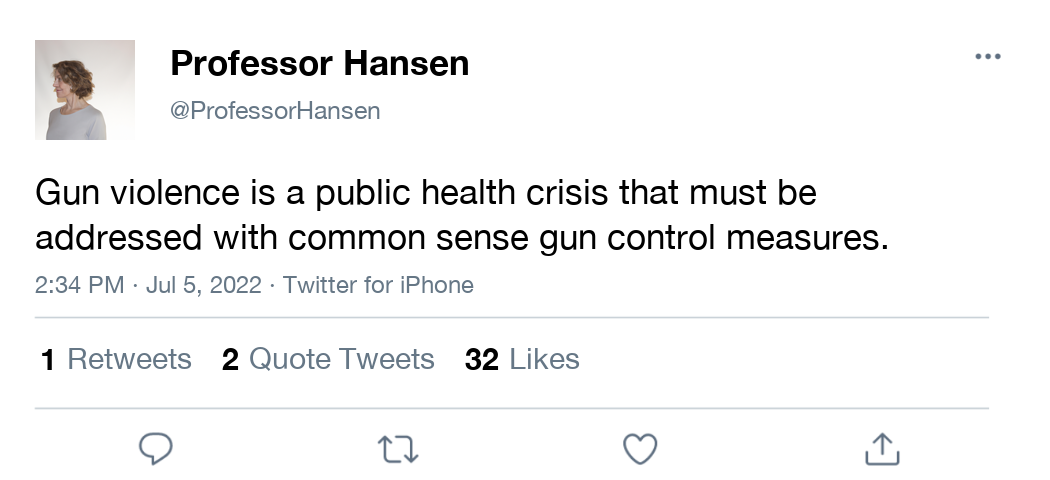 Professor Hansen
@ProfessorHansen
Gun violence is a public health crisis that must be
addressed with common sense gun control measures.
2:34 PM · Jul 5, 2022 · Twitter for iPhone
1 Retweets 2 Quote Tweets 32 Likes